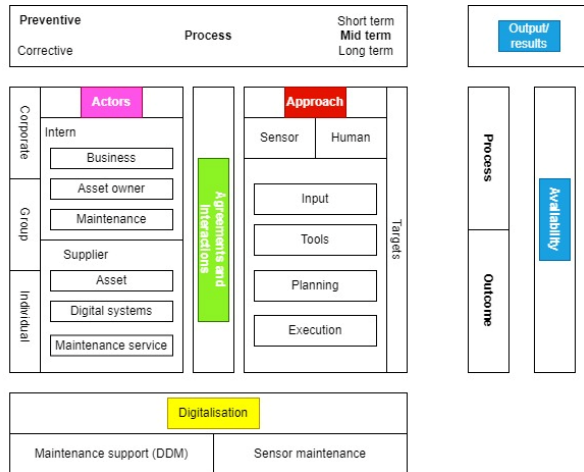 Preventive
Corrective
Process
Short term
Mid term
Long term
Output/
results
Corporate
Group
Individual
Actors
Intern
Business
Asset owner
Maintenance
Supplier
Asset
Digital systems
Maintenance service
Agreements and
Interactions
Approach
Sensor
Human
Input
Tools
Planning
Execution
Targets
Process
Outcome
Availability
Digitalisation
Maintenance support (DDM)
Sensor maintenance